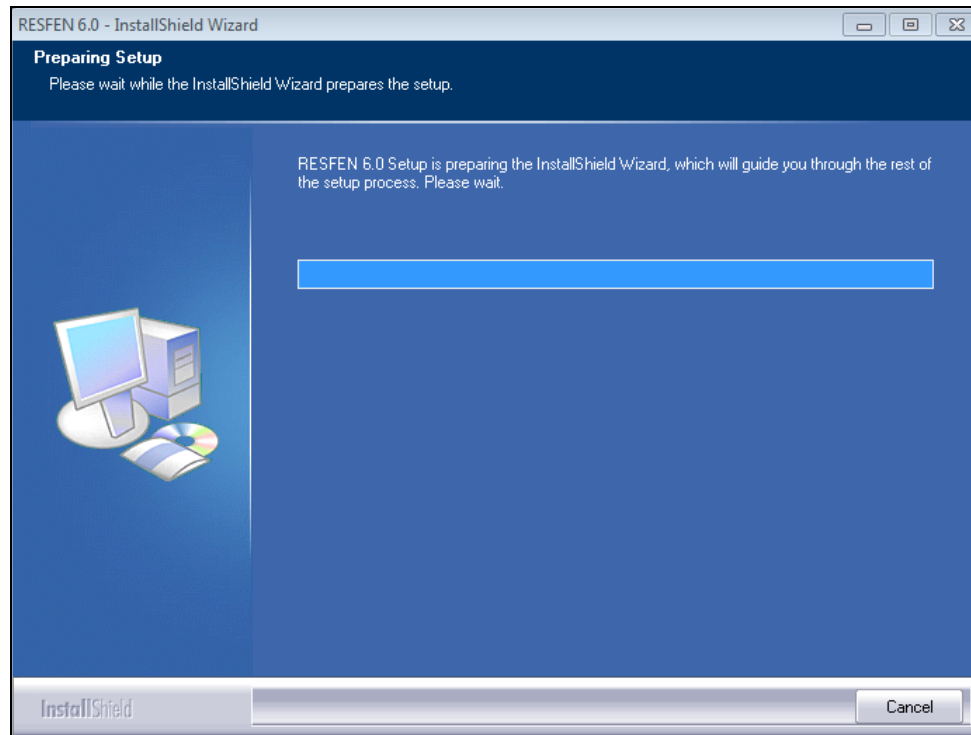 RESFEN 6.0 - InstallShield Wizard
Preparing Setup
Please wait while the InstallShield Wizard prepares the setup.
RESFEN 6.0 Setup is preparing the InstallShield Wizard, which will guide you through the rest of
the setup process. Please wait.
InstallShield
Cancel